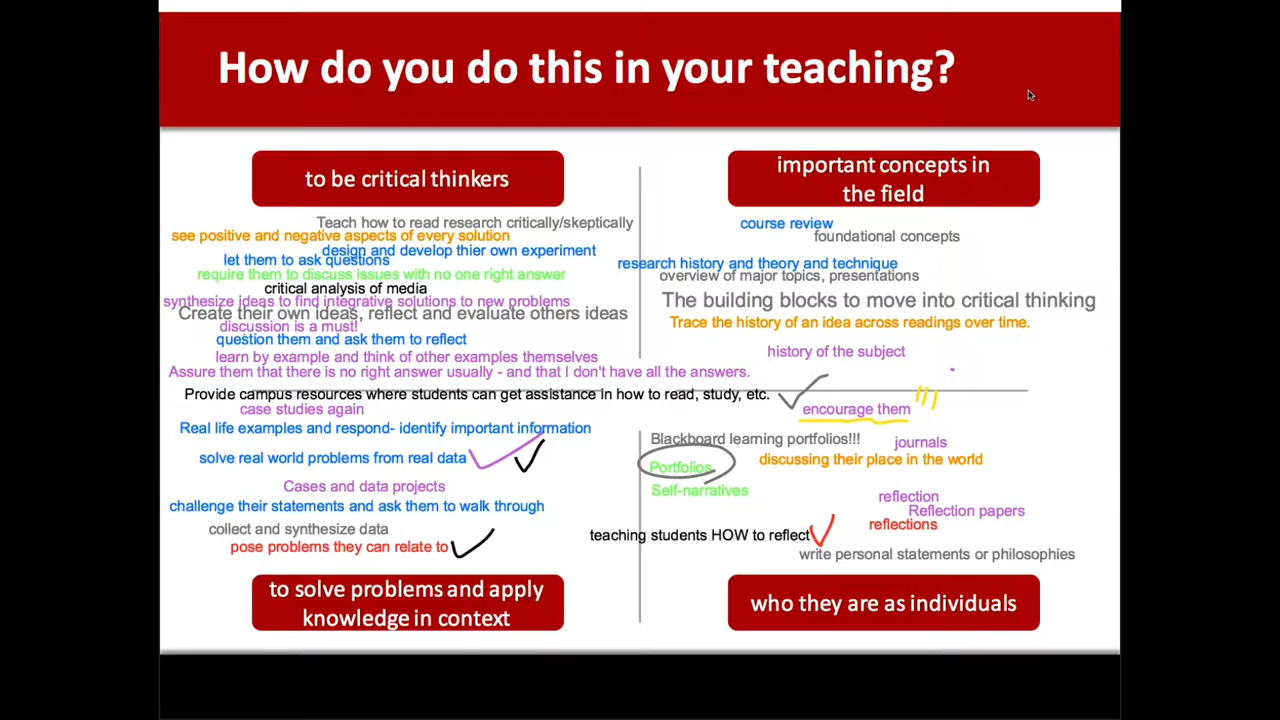 How do you do this in your teaching?
to be critical thinkers
Teach how to read research critically/skeptically
see positive and negative aspects of every solution
design and develop thier own experiment
let them to ask questions
require them to discuss issues with no one right answer
critical analysis of media
synthesize ideas to find integrative solutions to new problems
Create their own ideas, reflect and evaluate others ideas
discussion is a must!
question them and ask them to reflect
learn by example and think of other examples themselves
Assure them that there is no right answer usually - and that I don't have all the answers.
important concepts in
the field
course review
foundational concepts
research history and theory and technique
overview of major topics, presentations
The building blocks to move into critical thinking
Trace the history of an idea across readings over time.
history of the subject
Provide campus resources where students can get assistance in how to read, study, etc.
case studies again
Real life examples and respond- identify important information
solve real world problems from real data
Cases and data projects
challenge their statements and ask them to walk through
collect and synthesize data
pose problems they can relate to
to solve problems and apply
knowledge in context
encourage them
Blackboard learning portfolios!!!
journals
discussing their place in the world
Portfolios
Self-narratives
reflection
Reflection papers
reflections
teaching students HOW to reflect
write personal statements or philosophies
who they are as individuals